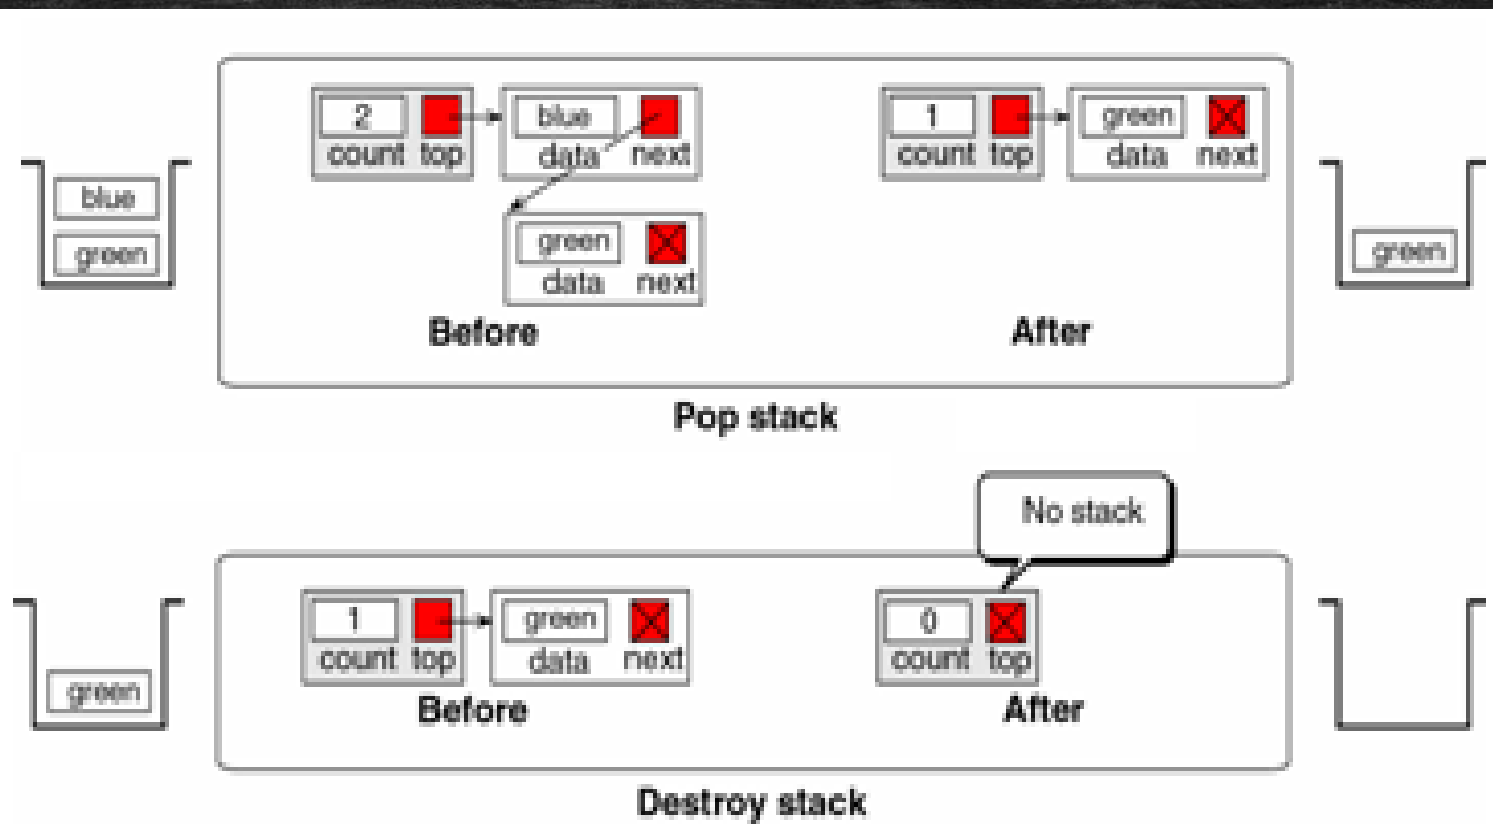 2 blue 1 green
count top data next count top data next
blue
green green green
data next
Before After
Pop stack
No stack
1 green 0
count top data next count top
green
Before After
Destroy stack